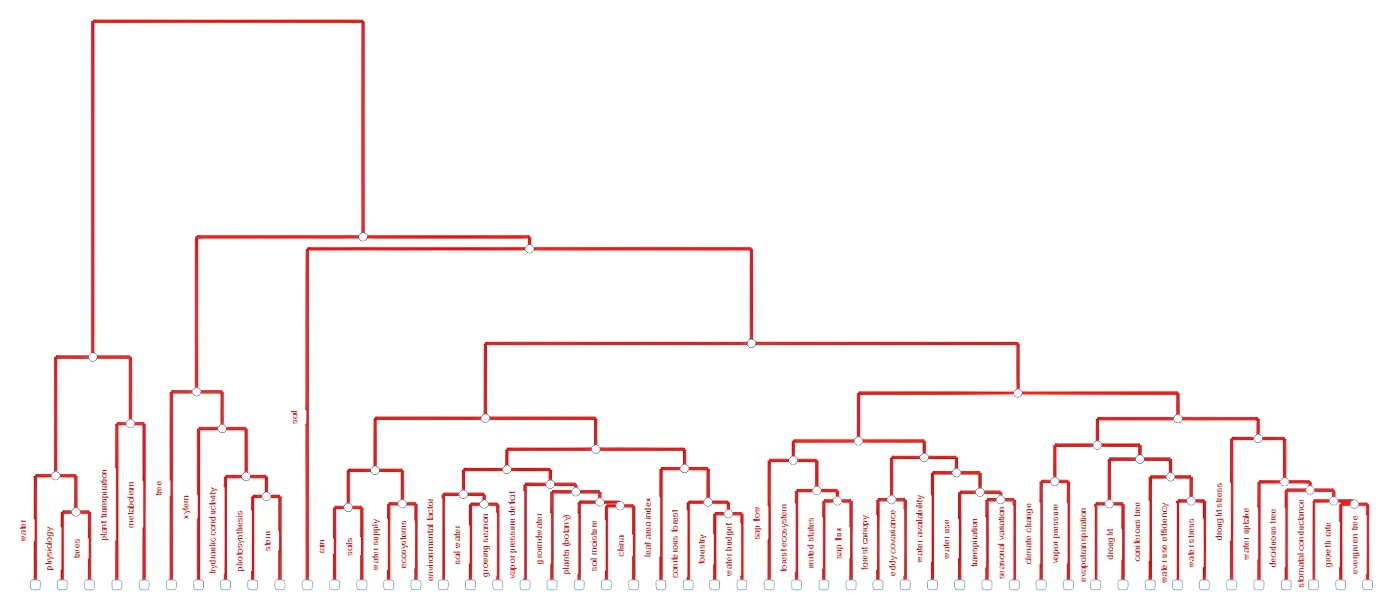 water
physiology
trees
plant transpiration
metabolism
tree
xylem
hydraulic conductivity
photosynthesis
stem
soil
rain
soils
water supply
ecosystems
environmental factor
soil water
growing season
vapor pressure deficit
groundwater
plants (botany)
soil moisture
china
leaf area index
coniferous forest
forestry
water budget
sap flow
forest ecosystem
united states
sap flux
forest canopy
eddy covariance
water availability
water use
transpiration
seasonal variation
climate change
vapor pressure
evapotranspiration
drought
coniferous tree
water use efficiency
water stress
drought stress
water uptake
deciduous tree
stomatal conductance
growth rate
evergreen tree